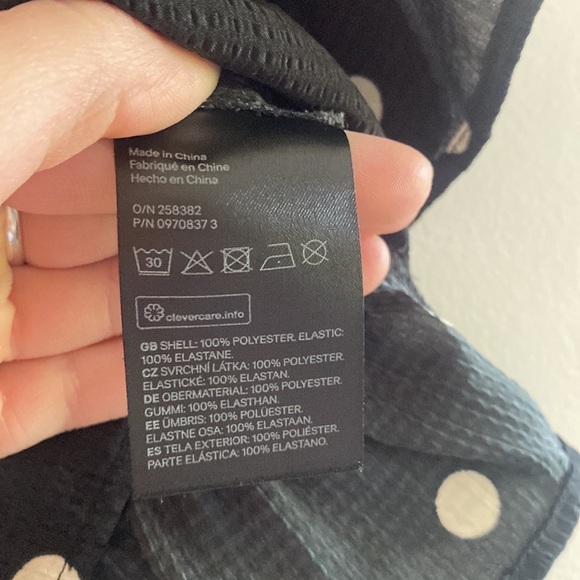 Made in China
Fabriqué en Chine
Hecho en China
O/N 258382
P/N 0970837 3
30
clevercare.info
GB SHELL: 100% POLYESTER. ELASTIC:
100% ELASTANE.
CZ SVRCHNÍ LÁTKA: 100% POLYESTER.
ELASTICKÉ: 100% ELASTAN.
DE OBERMATERIAL: 100% POLYESTER.
GUMMI: 100% ELASTHAN.
EE ÜMBRIS: 100% POLÜESTER.
ELASTNE OSA: 100% ELASTAAN.
ES TELA EXTERIOR: 100% POLIÉSTER.
PARTE ELÁSTICA: 100% ELASTANO.